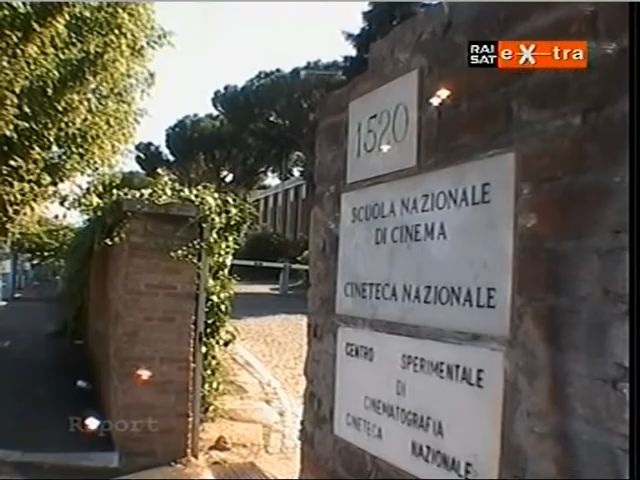 RAI eXtra
SAT
1520
SCUOLA NAZIONALE
DI CINEMA
CINETECA NAZIONALE
CENTRO SPERIMENTALE
DI
CINEMATOGRAFIA
CINETECA NAZIONALE
Report